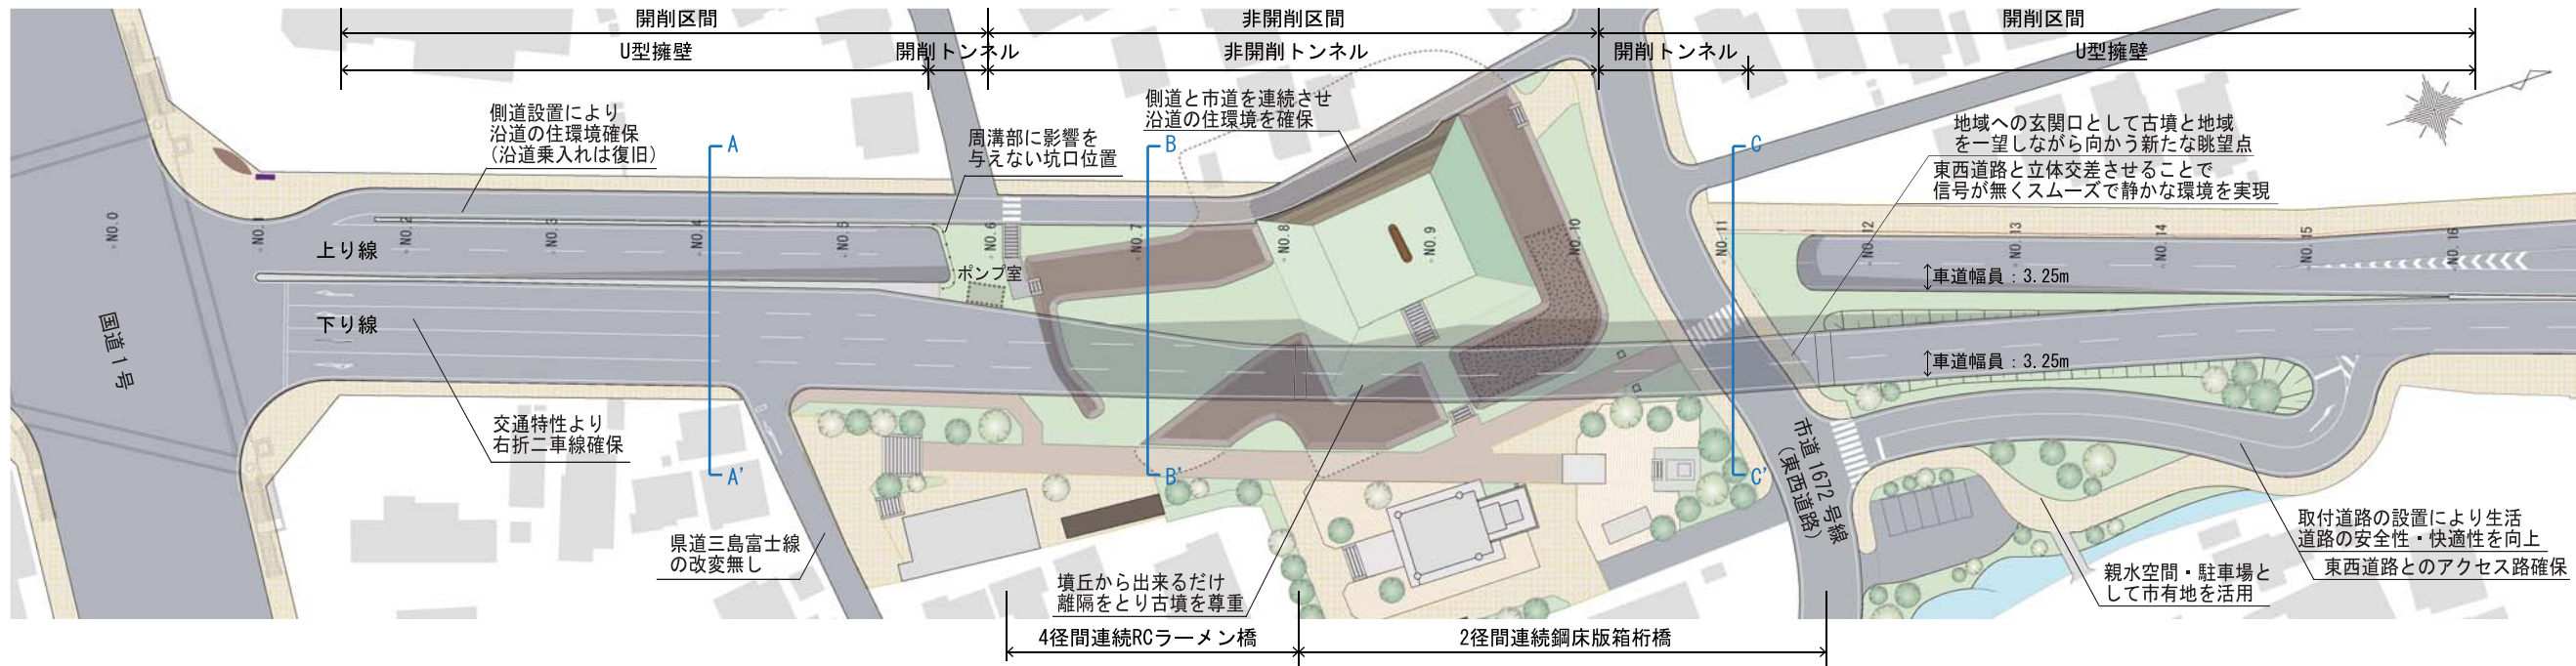 開削区間
非開削区間
開削区間
U型擁壁
開削トンネル
非開削トンネル
開削トンネル
U型擁壁
側道設置により
沿道の住環境確保
(沿道乗入れは復旧)
A
周溝部に影響を
与えない坑口位置
側道と市道を連続させ
沿道の住環境を確保
B
C
地域への玄関口として古墳と地域
を一望しながら向かう新たな眺望点
東西道路と立体交差させることで
信号が無くスムーズで静かな環境を実現
NO.0
NO.1
NO.2
NO.3
NO.4
NO.5
NO.6
NO.7
NO.8
NO.9
NO.10
NO.11
NO.12
NO.13
NO.14
NO.15
NO.16
上り線
ポンプ室
車道幅員：3.25m
下り線
車道幅員：3.25m
国道1号
交通特性より
右折二車線確保
A'
B'
C'
市道1672号線
(東西道路)
県道三島富士線
の改変無し
墳丘から出来るだけ
離隔をとり古墳を尊重
取付道路の設置により生活
道路の安全性・快適性を向上
東西道路とのアクセス路確保
親水空間・駐車場と
して市有地を活用
4径間連続RCラーメン橋
2径間連続鋼床版箱桁橋